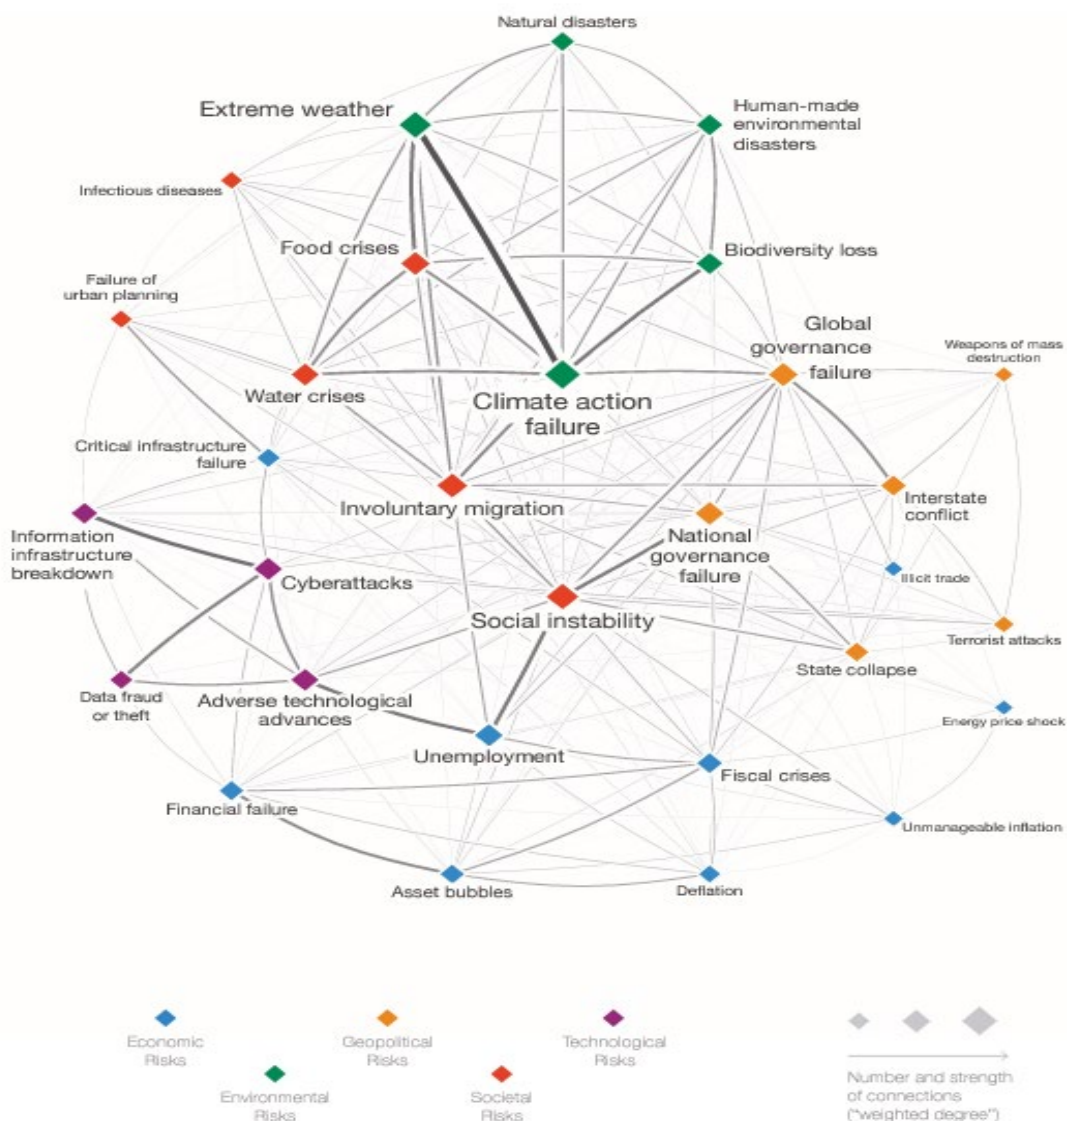 Natural disasters
Extreme weather
Human-made
environmental
disasters
Infectious diseases
Food crises
Biodiversity loss
Failure of
urban planning
Global
governance
failure
Weapons of mass
destruction
Water crises
Climate action
failure
Critical infrastructure
failure
Involuntary migration
Interstate
conflict
Information
infrastructure
breakdown
National
governance
failure
Cyberattacks
Illicit trade
Social instability
Terrorist attacks
State collapse
Data fraud
or theft
Adverse technological
advances
Energy price shock
Unemployment
Fiscal crises
Financial failure
Unmanageable inflation
Asset bubbles
Deflation
Economic
Risks
Geopolitical
Risks
Technological
Risks
Environmental
Risks
Societal
Risks
Number and strength
of connections
("weighted degree")